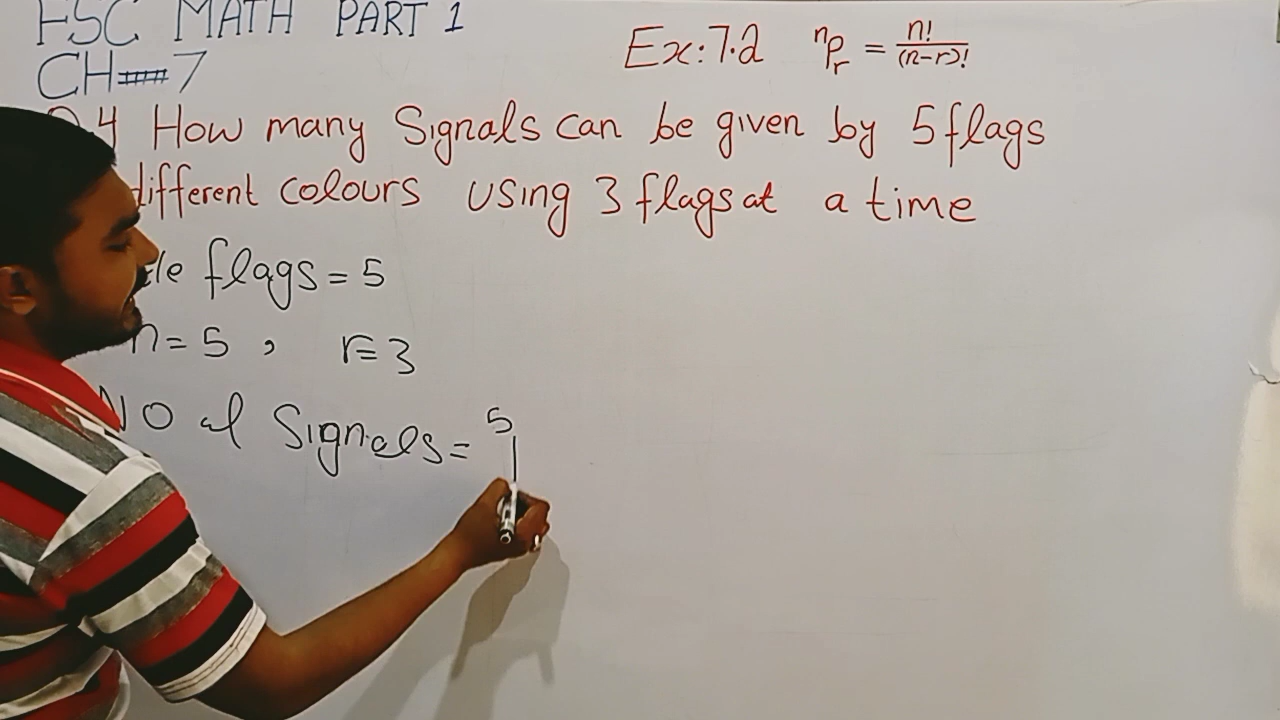 FSC MATH PART 1
CH 7
Ex: 7.2 nPr = n!/(n-r)!
Q.4 How many Signals can be given by 5 flags
different colours using 3 flags at a time
le flags = 5
n = 5 , r = 3
NO of Signals = 5